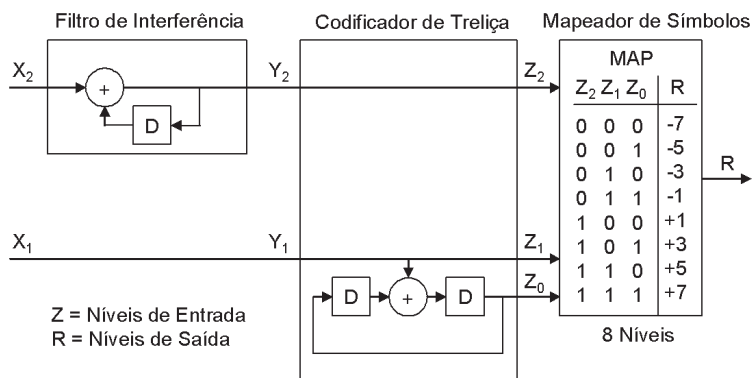 Filtro de Interferência
Codificador de Treliça
Mapeador de Símbolos
X2
+
D
Y2
Z2
MAP
Z2 Z1 Z0 R
0 0 0 -7
0 0 1 -5
0 1 0 -3
0 1 1 -1
1 0 0 +1
1 0 1 +3
1 1 0 +5
1 1 1 +7
R
X1
Y1
Z1
D
+
D
Z0
8 Níveis
Z = Níveis de Entrada
R = Níveis de Saída